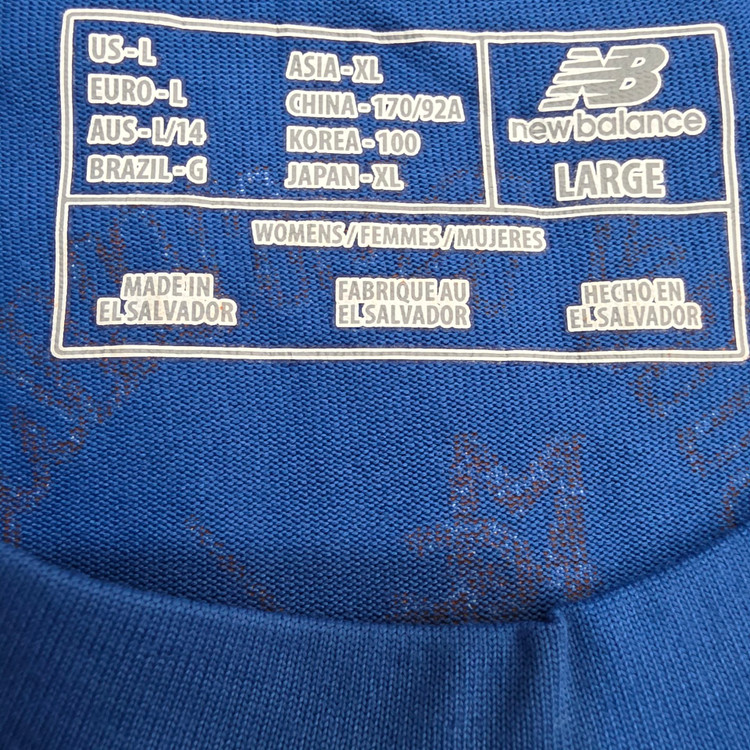 US-L
EURO-L
AUS-L/14
BRAZIL-G
ASIA-XL
CHINA-170/92A
KOREA-100
JAPAN-XL
NB
new balance
LARGE
WOMENS/FEMMES/MUJERES
MADE IN
EL SALVADOR
FABRIQUE AU
EL SALVADOR
HECHO EN
EL SALVADOR